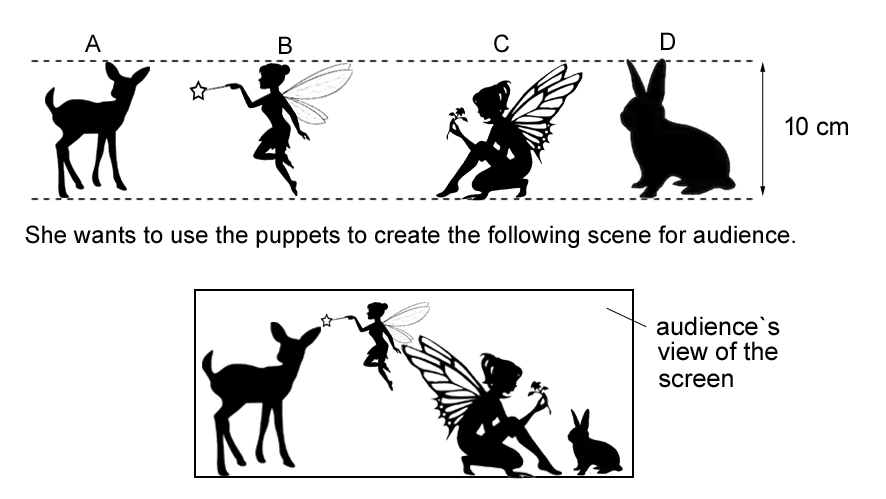 A B C D
10 cm
She wants to use the puppets to create the following scene for audience.
audience`s
view of the
screen